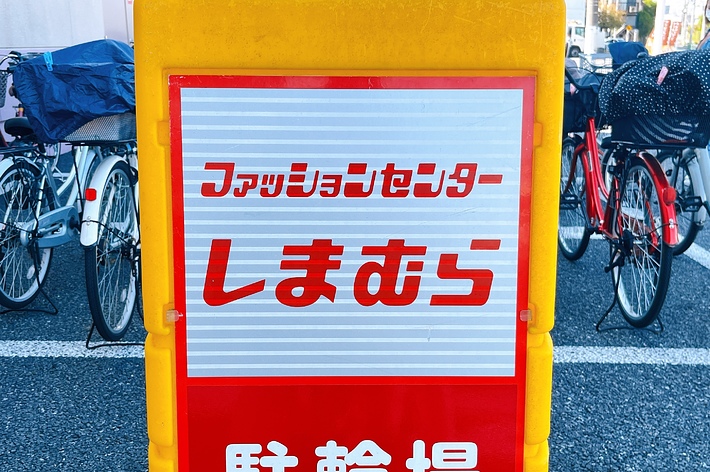 ファッションセンター
しまむら
駐輪場